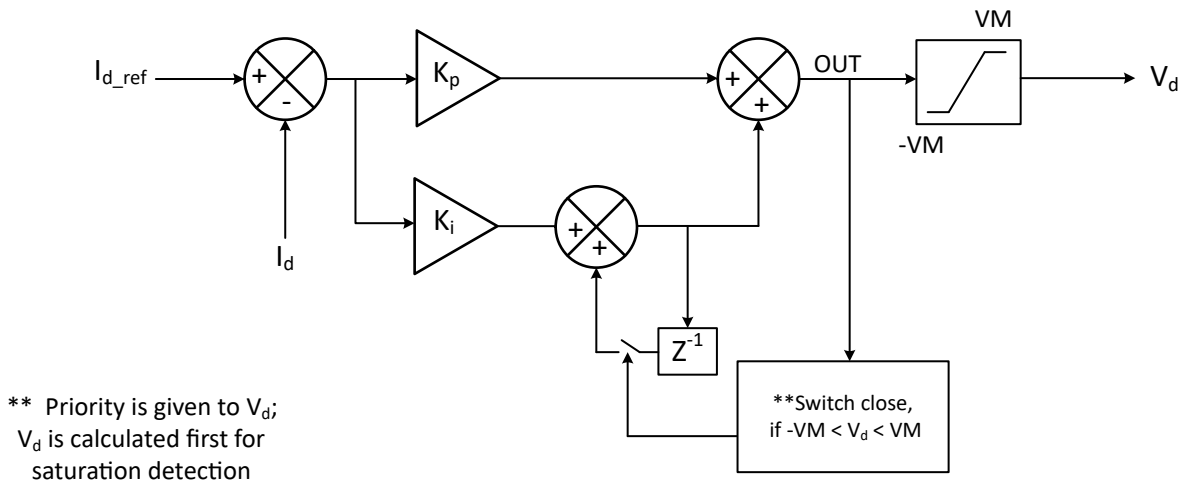 VM
I_d_ref
+
-
K_p
+
+
OUT
V_d
-VM
K_i
+
+
I_d
Z^-1
** Priority is given to V_d;
V_d is calculated first for
saturation detection
**Switch close,
if -VM < V_d < VM